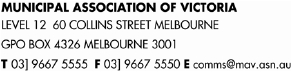 MUNICIPAL ASSOCIATION OF VICTORIA
LEVEL 12 60 COLLINS STREET MELBOURNE
GPO BOX 4326 MELBOURNE 3001
T 03] 9667 5555 F 03] 9667 5550 E comms@mav.asn.au